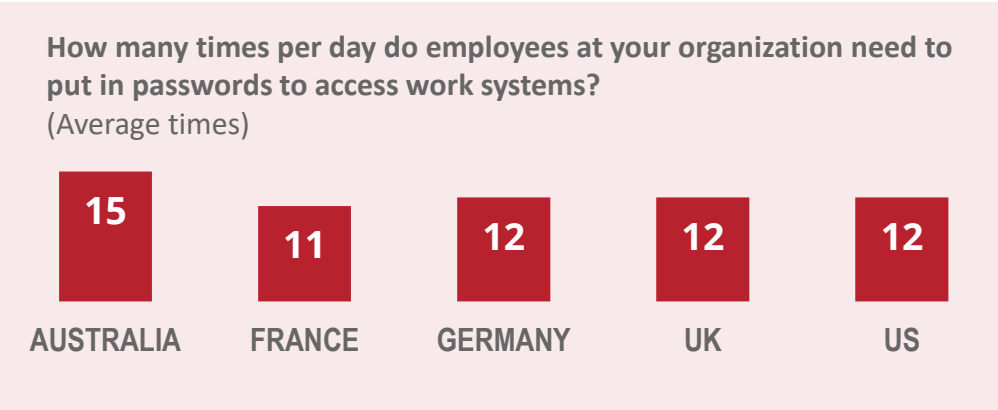 How many times per day do employees at your organization need to
put in passwords to access work systems?
(Average times)
15
11
12
12
12
AUSTRALIA
FRANCE
GERMANY
UK
US